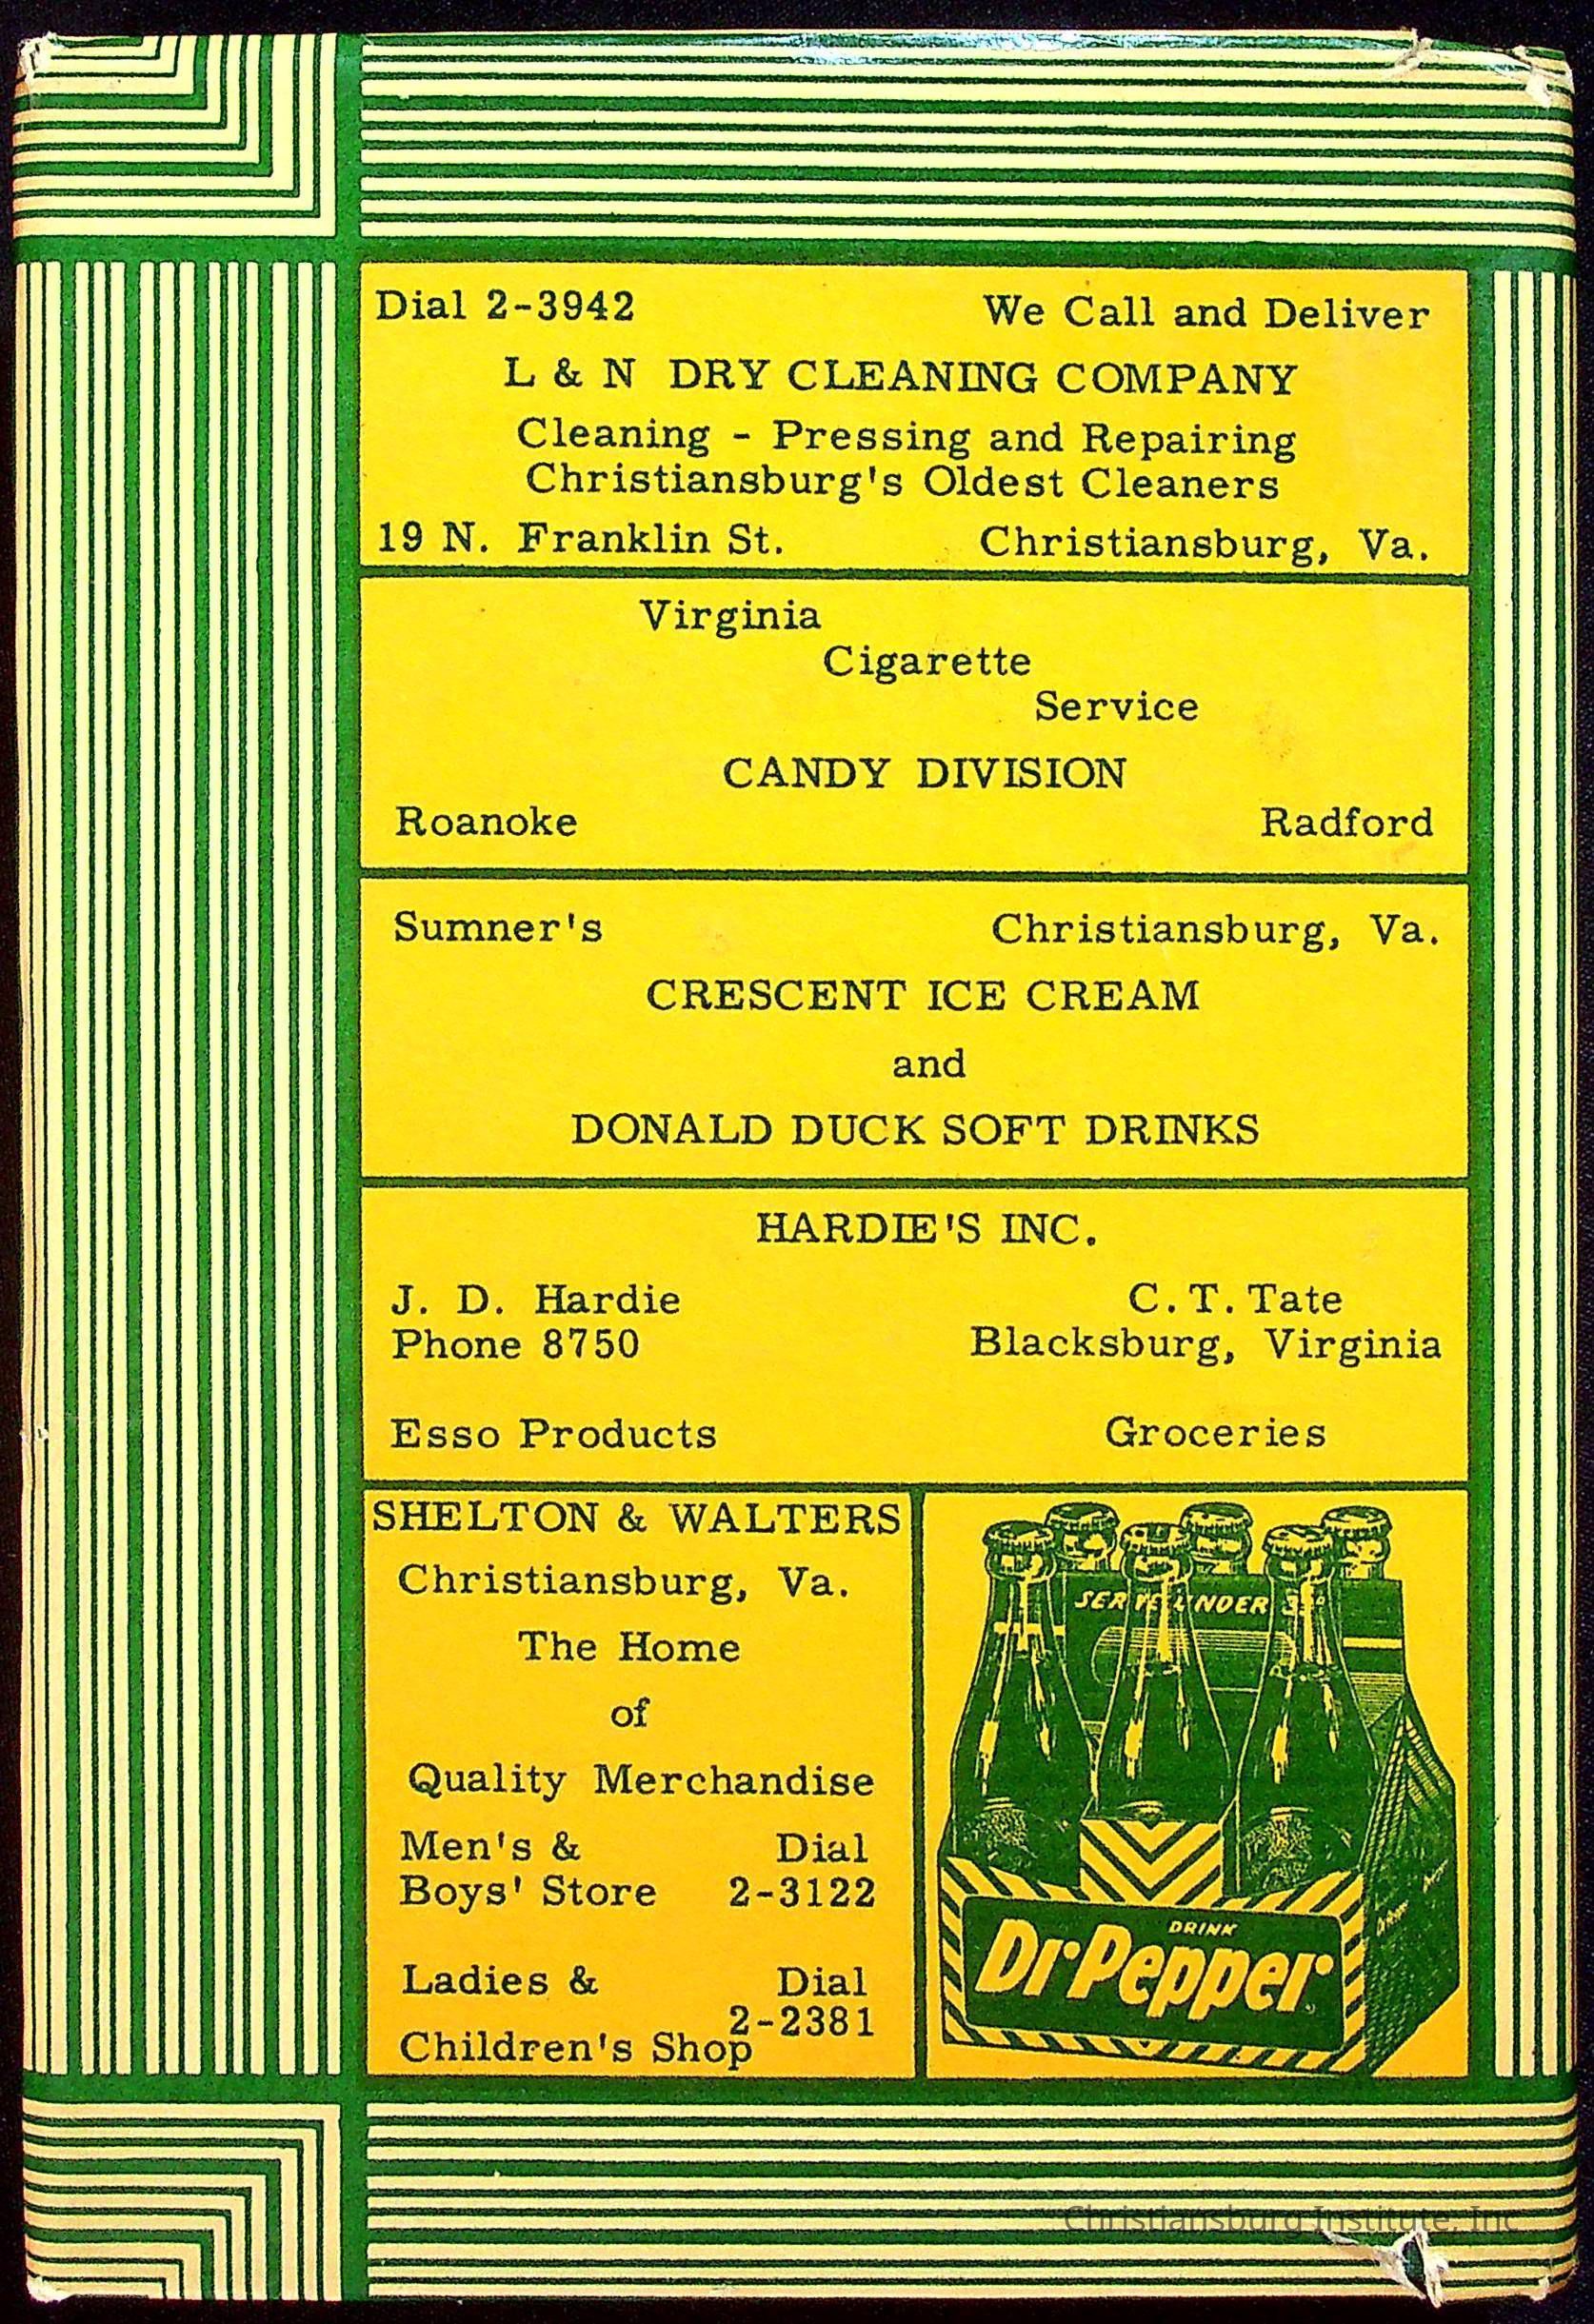 Dial 2-3942 We Call and Deliver
L & N DRY CLEANING COMPANY
Cleaning - Pressing and Repairing
Christiansburg's Oldest Cleaners
19 N. Franklin St. Christiansburg, Va.
Virginia
Cigarette
Service
CANDY DIVISION
Roanoke Radford
Sumner's Christiansburg, Va.
CRESCENT ICE CREAM
and
DONALD DUCK SOFT DRINKS
HARDIE'S INC.
J. D. Hardie C. T. Tate
Phone 8750 Blacksburg, Virginia
Esso Products Groceries
SHELTON & WALTERS
Christiansburg, Va.
The Home
of
Quality Merchandise
Men's & Dial
Boys' Store 2-3122
Ladies & Dial
2-2381
Children's Shop
SERVE UNDER
DRINK
Dr Pepper
Christiansburg Institute, Inc